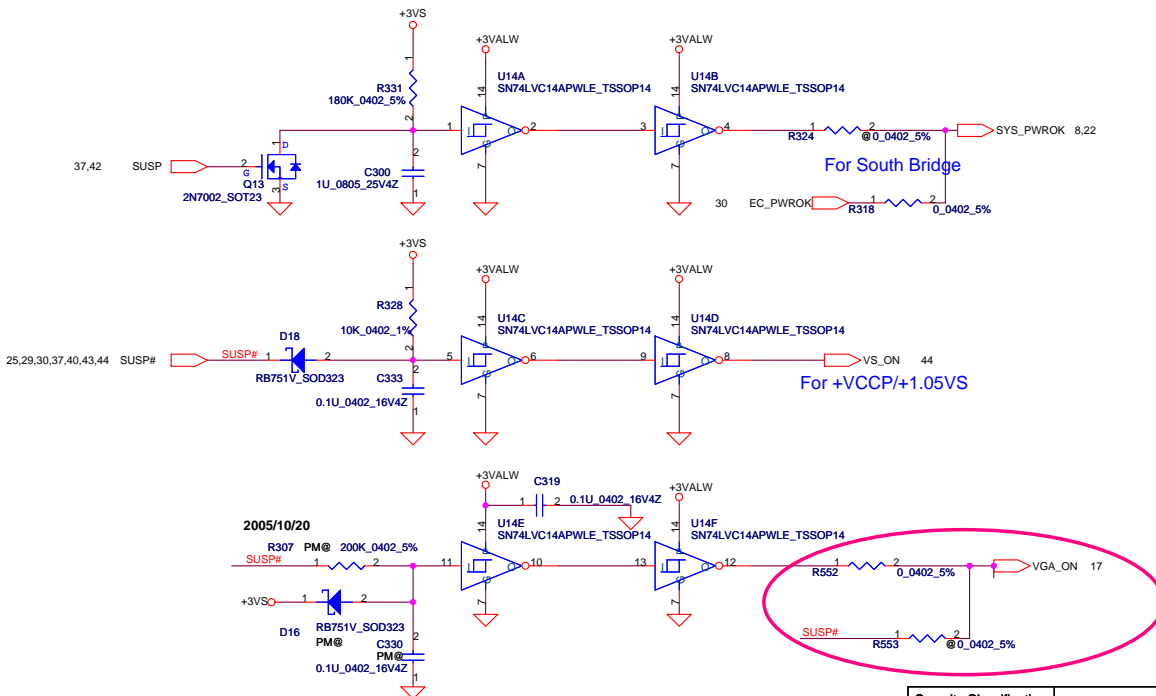 +3VS
+3VALW
+3VALW
R331
180K_0402_5%
1
2
U14A
SN74LVC14APWLE_TSSOP14
U14B
SN74LVC14APWLE_TSSOP14
14
14
P
P
1
I
O
2
3
I
O
4
G
G
7
7
R324
1
2
@0_0402_5%
SYS_PWROK 8,22
For South Bridge
37,42 SUSP
2
G
1
D
3
S
Q13
2N7002_SOT23
C300
1U_0805_25V4Z
2
1
30 EC_PWROK
R318
1
2
0_0402_5%
+3VS
+3VALW
+3VALW
R328
10K_0402_1%
1
2
U14C
SN74LVC14APWLE_TSSOP14
U14D
SN74LVC14APWLE_TSSOP14
14
14
P
P
25,29,30,37,40,43,44 SUSP#
SUSP#
1
D18
2
RB751V_SOD323
5
I
O
6
9
I
O
8
G
G
7
7
VS_ON 44
For +VCCP/+1.05VS
C333
0.1U_0402_16V4Z
2
1
+3VALW
C319
1
2
0.1U_0402_16V4Z
+3VALW
2005/10/20
R307 PM@ 200K_0402_5%
SUSP#
1
2
U14E
SN74LVC14APWLE_TSSOP14
U14F
SN74LVC14APWLE_TSSOP14
14
14
P
P
11
I
O
10
13
I
O
12
G
G
7
7
+3VS
1
2
D16
RB751V_SOD323
PM@
C330
PM@
0.1U_0402_16V4Z
2
1
R552
1
2
0_0402_5%
VGA_ON 17
SUSP#
R553
1
2
@0_0402_5%